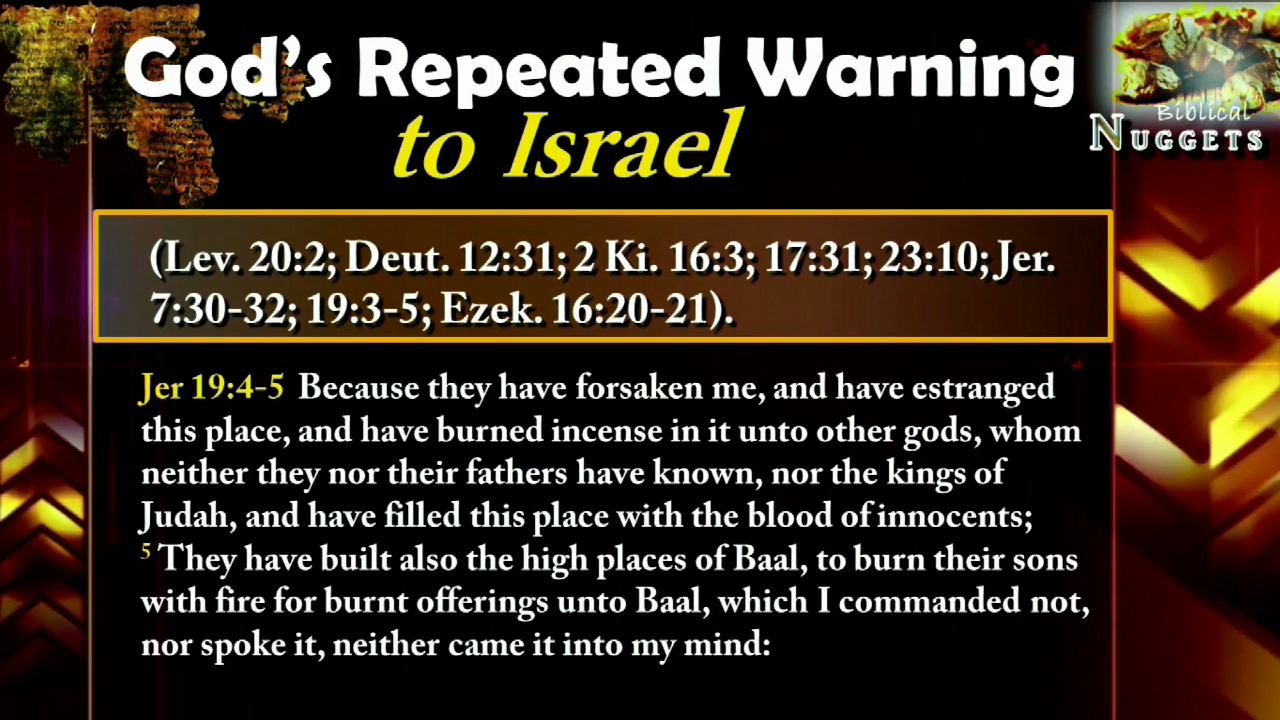 God's Repeated Warning
to Israel
Biblical
NUGGETS
(Lev. 20:2; Deut. 12:31; 2 Ki. 16:3; 17:31; 23:10; Jer.
7:30-32; 19:3-5; Ezek. 16:20-21).
Jer 19:4-5 Because they have forsaken me, and have estranged
this place, and have burned incense in it unto other gods, whom
neither they nor their fathers have known, nor the kings of
Judah, and have filled this place with the blood of innocents;
5 They have built also the high places of Baal, to burn their sons
with fire for burnt offerings unto Baal, which I commanded not,
nor spoke it, neither came it into my mind: